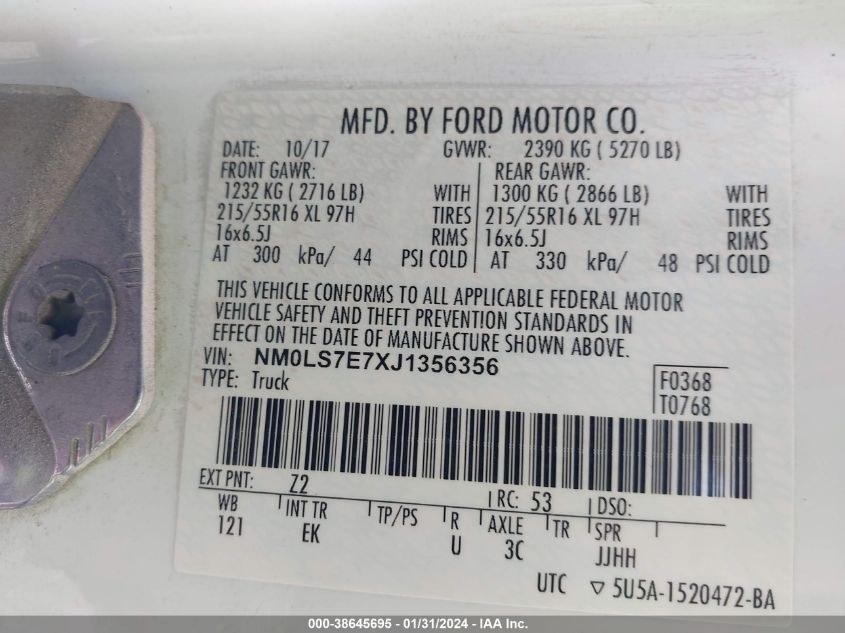 MFD. BY FORD MOTOR CO.
DATE: 10/17 GVWR: 2390 KG ( 5270 LB)
FRONT GAWR: REAR GAWR:
1232 KG ( 2716 LB) WITH 1300 KG ( 2866 LB) WITH
215/55R16 XL 97H TIRES 215/55R16 XL 97H TIRES
16x6.5J RIMS 16x6.5J RIMS
AT 300 kPa/ 44 PSI COLD AT 330 kPa/ 48 PSI COLD
THIS VEHICLE CONFORMS TO ALL APPLICABLE FEDERAL MOTOR
VEHICLE SAFETY AND THEFT PREVENTION STANDARDS IN
EFFECT ON THE DATE OF MANUFACTURE SHOWN ABOVE.
VIN: NM0LS7E7XJ1356356
TYPE: Truck
F0368
T0768
EXT PNT: Z2 RC: 53 DSO:
WB INT TR TP/PS R AXLE TR SPR
121 EK U 3C JJHH
UTC ▽ 5U5A-1520472-BA
000-38645695 - 01/31/2024 - IAAI.COM